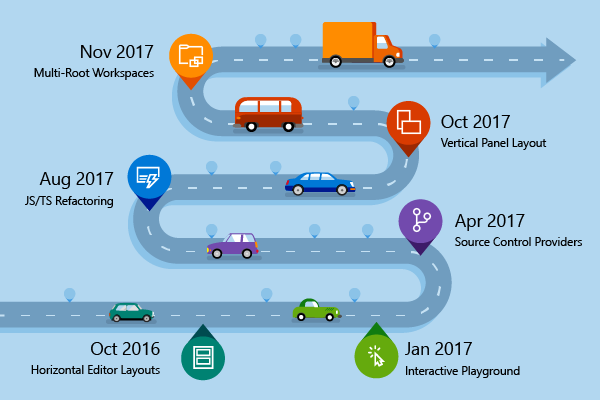 Nov 2017
Multi-Root Workspaces
Oct 2017
Vertical Panel Layout
Aug 2017
JS/TS Refactoring
Apr 2017
Source Control Providers
Oct 2016
Horizontal Editor Layouts
Jan 2017
Interactive Playground